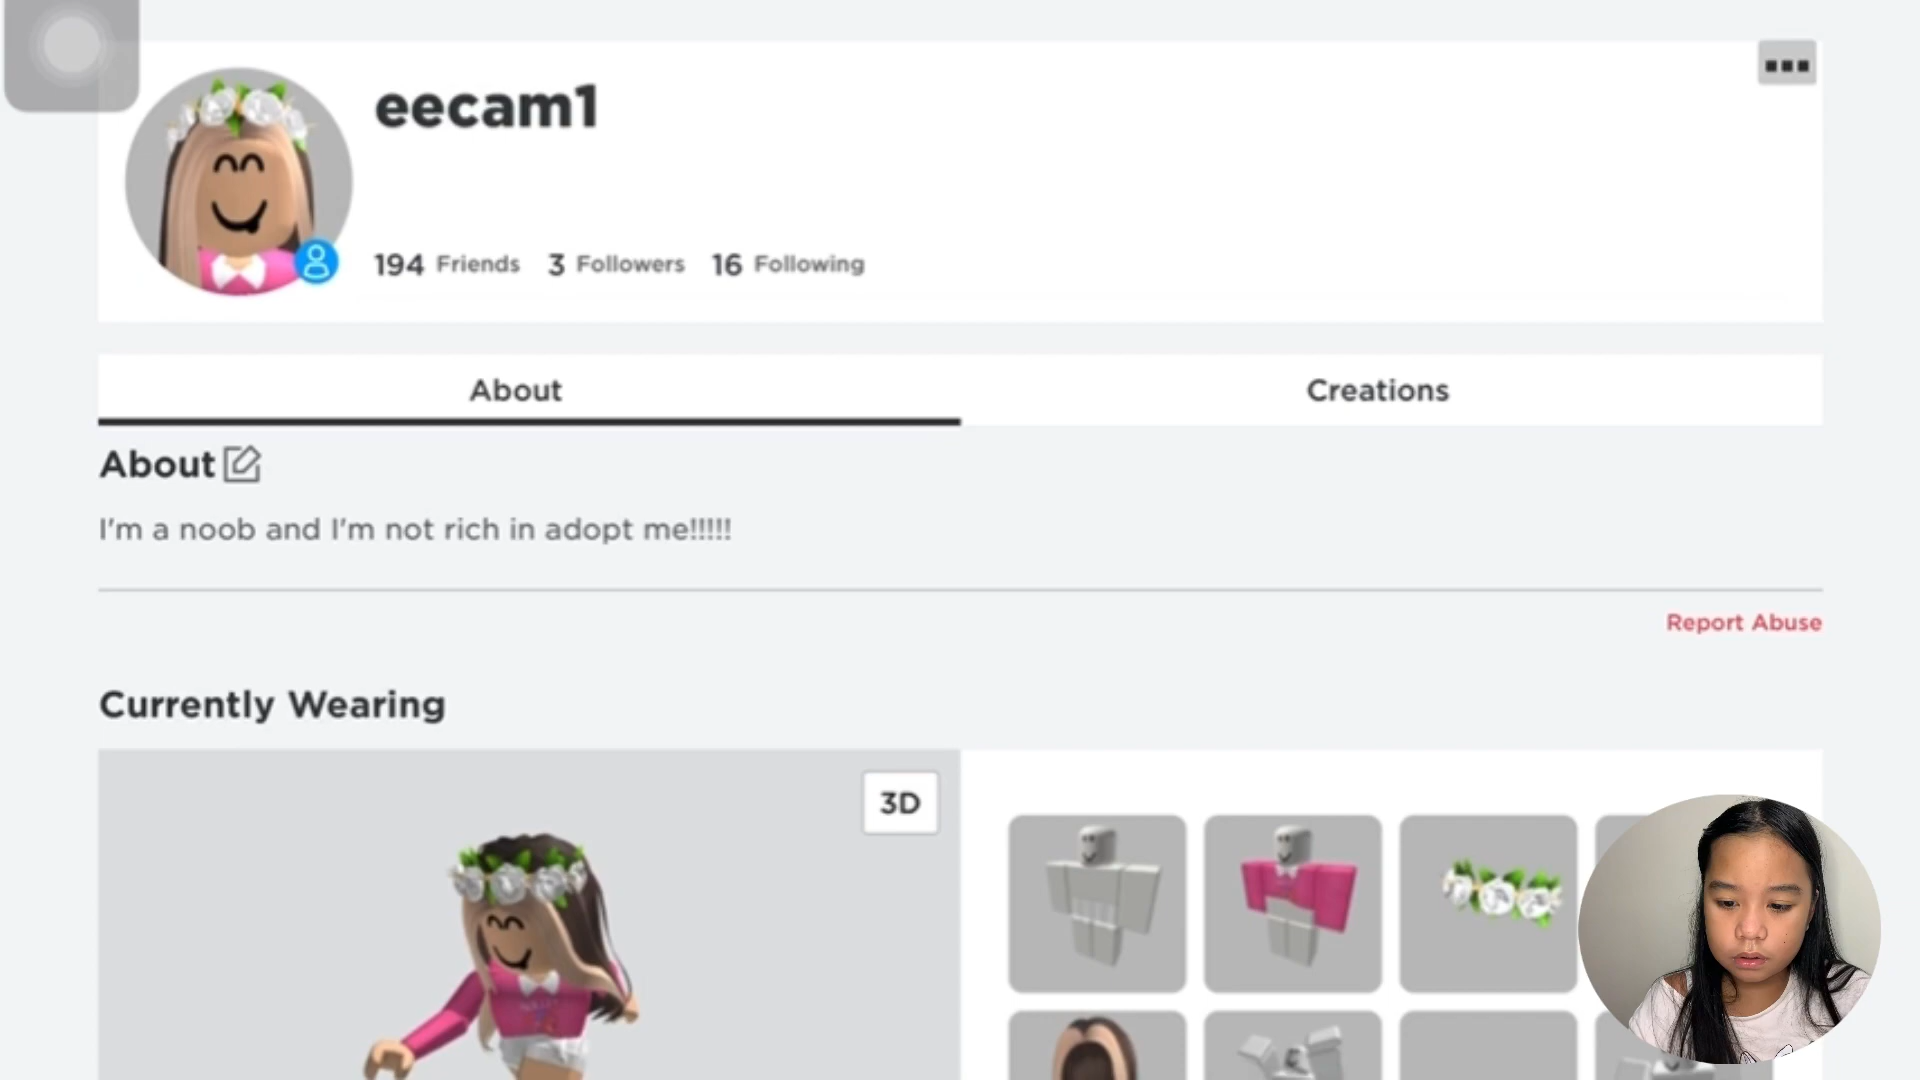 eecam1
194 Friends 3 Followers 16 Following
About Creations
About
I'm a noob and I'm not rich in adopt me!!!!!
Report Abuse
Currently Wearing
3D